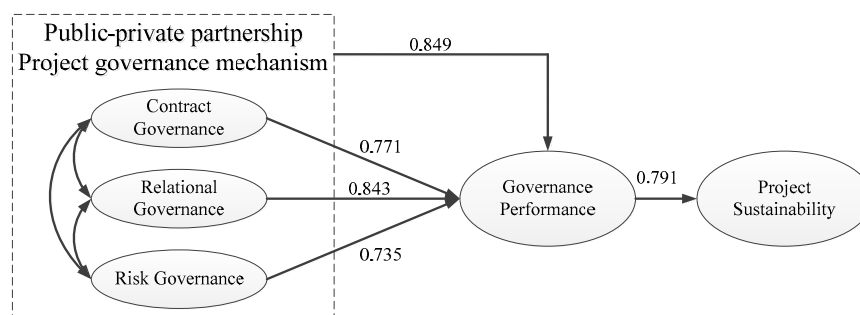 Public-private partnership
Project governance mechanism
0.849
Contract
Governance
0.771
Relational
Governance
0.843
Governance
Performance
0.791
Project
Sustainability
0.735
Risk Governance